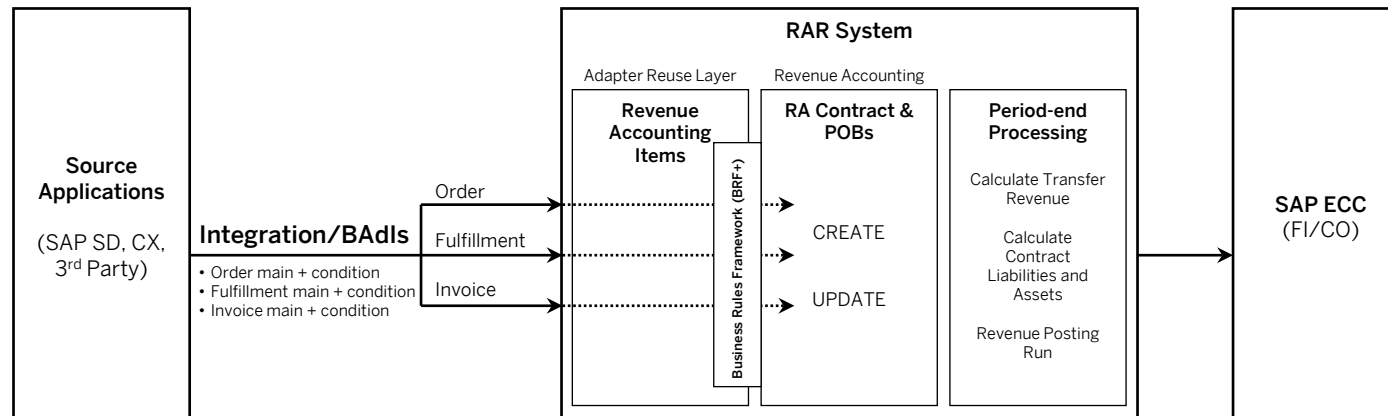 Source
Applications
(SAP SD, CX,
3rd Party)
Integration/BAdIs
• Order main + condition
• Fulfillment main + condition
• Invoice main + condition
Order
Fulfillment
Invoice
RAR System
Adapter Reuse Layer
Revenue
Accounting
Items
Business Rules Framework (BRF+)
Revenue Accounting
RA Contract &
POBs
CREATE
UPDATE
Period-end
Processing
Calculate Transfer
Revenue
Calculate
Contract
Liabilities and
Assets
Revenue Posting
Run
SAP ECC
(FI/CO)